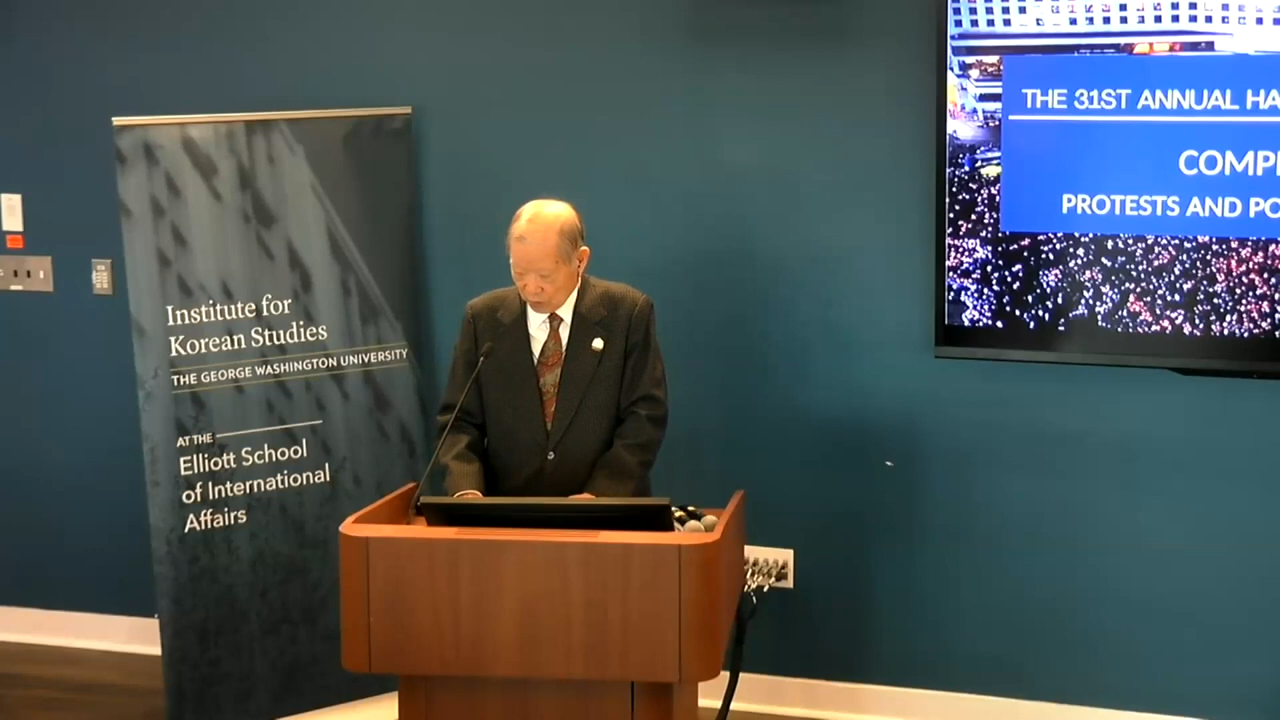 Institute for
Korean Studies
THE GEORGE WASHINGTON UNIVERSITY
AT THE
Elliott School
of International
Affairs
THE 31ST ANNUAL HA
COMP
PROTESTS AND PO